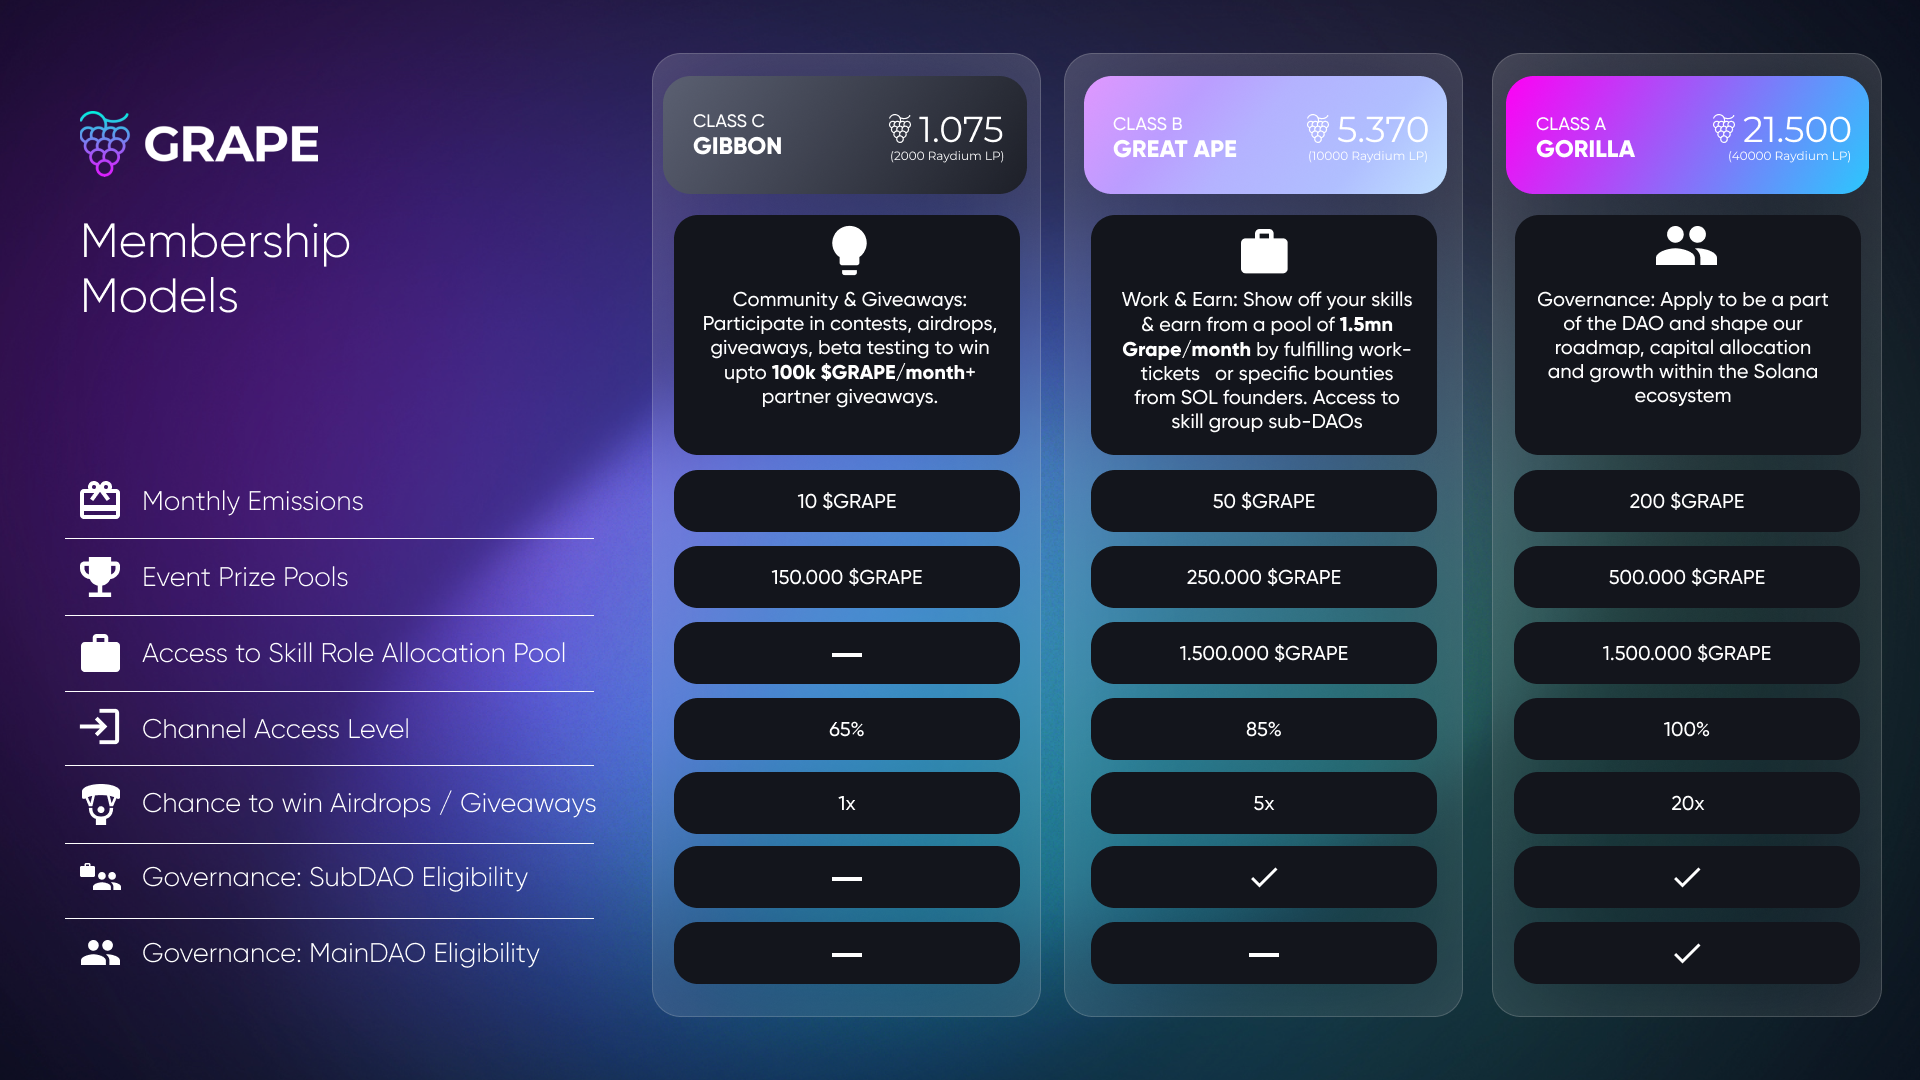 GRAPE
Membership
Models
Monthly Emissions
Event Prize Pools
Access to Skill Role Allocation Pool
Channel Access Level
Chance to win Airdrops / Giveaways
Governance: SubDAO Eligibility
Governance: MainDAO Eligibility
CLASS C
GIBBON
1.075
(2000 Raydium LP)
Community & Giveaways:
Participate in contests, airdrops,
giveaways, beta testing to win
upto 100k $GRAPE/month+
partner giveaways.
10 $GRAPE
150.000 $GRAPE
—
65%
1x
—
—
CLASS B
GREAT APE
5.370
(10000 Raydium LP)
Work & Earn: Show off your skills
& earn from a pool of 1.5mn
Grape/month by fulfilling work-
tickets or specific bounties
from SOL founders. Access to
skill group sub-DAOs
50 $GRAPE
250.000 $GRAPE
1.500.000 $GRAPE
85%
5x
—
CLASS A
GORILLA
21.500
(40000 Raydium LP)
Governance: Apply to be a part
of the DAO and shape our
roadmap, capital allocation
and growth within the Solana
ecosystem
200 $GRAPE
500.000 $GRAPE
1.500.000 $GRAPE
100%
20x